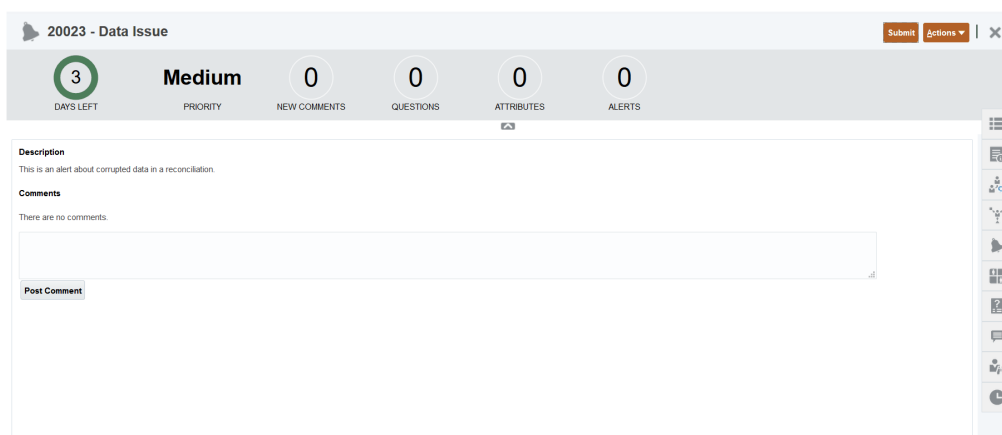 20023 - Data Issue
Submit
Actions
3
DAYS LEFT
Medium
PRIORITY
0
NEW COMMENTS
0
QUESTIONS
0
ATTRIBUTES
0
ALERTS
Description
This is an alert about corrupted data in a reconciliation.
Comments
There are no comments.
Post Comment